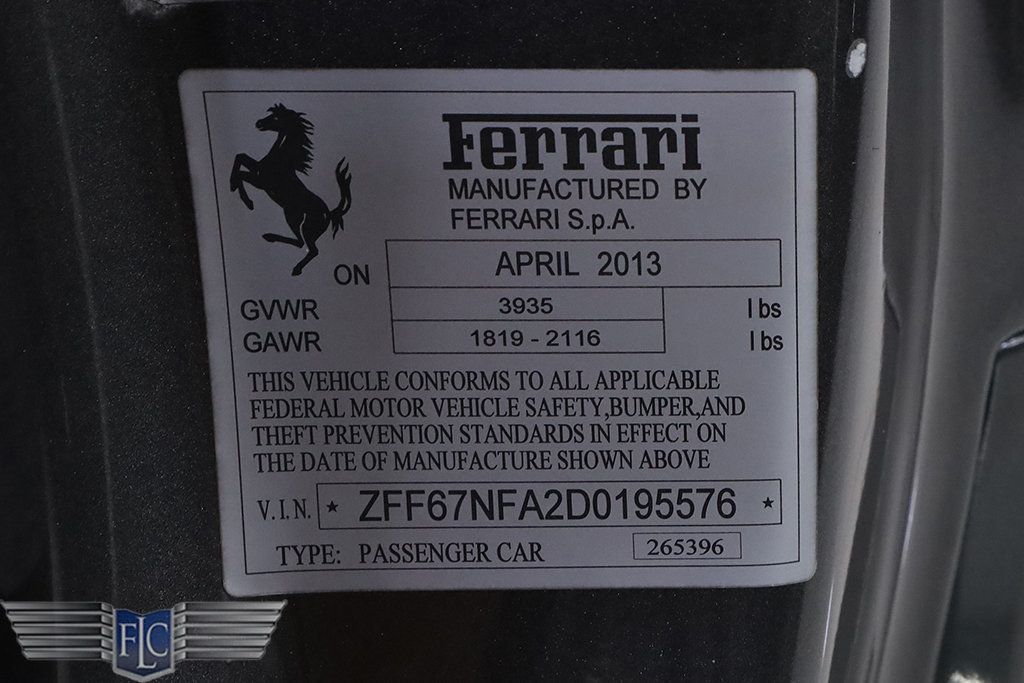 Ferrari
MANUFACTURED BY
FERRARI S.p.A.
ON APRIL 2013
GVWR 3935 lbs
GAWR 1819 - 2116 lbs
THIS VEHICLE CONFORMS TO ALL APPLICABLE
FEDERAL MOTOR VEHICLE SAFETY,BUMPER,AND
THEFT PREVENTION STANDARDS IN EFFECT ON
THE DATE OF MANUFACTURE SHOWN ABOVE
V.I.N. ★ ZFF67NFA2D0195576 ★
TYPE: PASSENGER CAR 265396
FLC